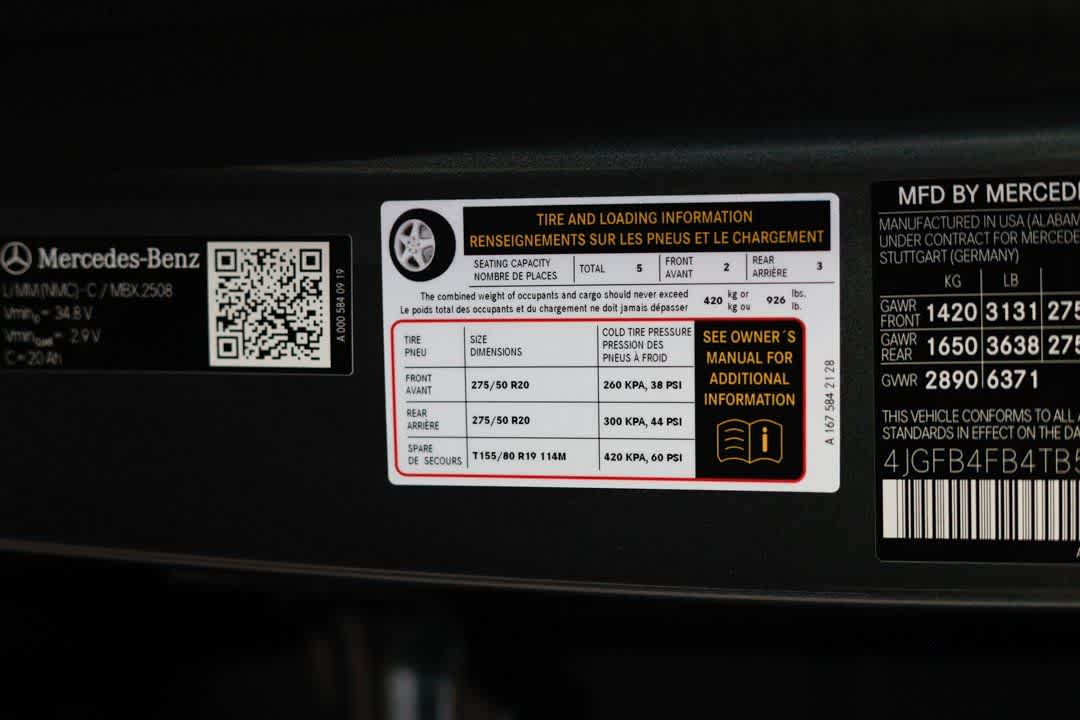 Mercedes-Benz
LiMM(NMC)-C / MBX.2508
= 34.8 V
= 2.9 V
C = 20 Ah
A 000 584 09 19
TIRE AND LOADING INFORMATION
RENSEIGNEMENTS SUR LES PNEUS ET LE CHARGEMENT
SEATING CAPACITY
NOMBRE DE PLACES
TOTAL 5
FRONT
AVANT
2
REAR
ARRIÈRE
3
The combined weight of occupants and cargo should never exceed
Le poids total des occupants et du chargement ne doit jamais dépasser
420 kg or
kg ou
926 lbs.
lb.
TIRE
PNEU
SIZE
DIMENSIONS
COLD TIRE PRESSURE
PRESSION DES
PNEUS À FROID
FRONT
AVANT
275/50 R20
260 KPA, 38 PSI
REAR
ARRIÈRE
275/50 R20
300 KPA, 44 PSI
SPARE
DE SECOURS
T155/80 R19 114M
420 KPA, 60 PSI
SEE OWNER´S
MANUAL FOR
ADDITIONAL
INFORMATION
A 167 584 21 28
MFD BY
MANUFACTURED IN USA
UNDER CONTRACT FOR
STUTTGART (GERMANY)
KG LB
GAWR
FRONT
1420 3131 275
GAWR
REAR
1650 3638 275
GVWR 2890 6371
THIS VEHICLE CONFORMS TO ALL
STANDARDS IN EFFECT ON THE
4JGFB4FB4TB5